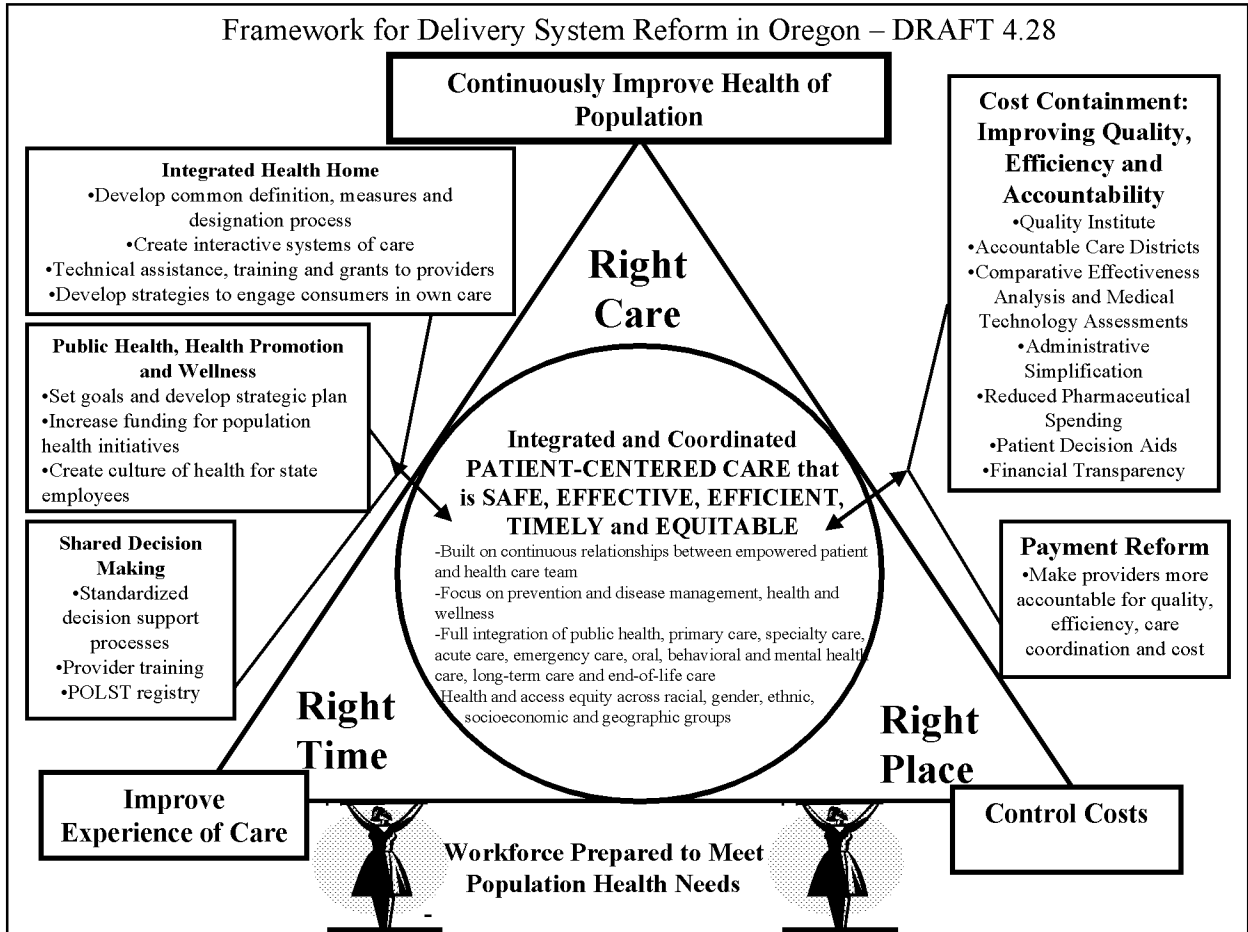 Framework for Delivery System Reform in Oregon – DRAFT 4.28
Continuously Improve Health of
Population
Integrated Health Home
•Develop common definition, measures and
designation process
•Create interactive systems of care
•Technical assistance, training and grants to providers
•Develop strategies to engage consumers in own care
Public Health, Health Promotion
and Wellness
•Set goals and develop strategic plan
•Increase funding for population
health initiatives
•Create culture of health for state
employees
Shared Decision
Making
•Standardized
decision support
processes
•Provider training
•POLST registry
Right
Care
Integrated and Coordinated
PATIENT-CENTERED CARE that
is SAFE, EFFECTIVE, EFFICIENT,
TIMELY and EQUITABLE
-Built on continuous relationships between empowered patient
and health care team
-Focus on prevention and disease management, health and
wellness
-Full integration of public health, primary care, specialty care,
acute care, emergency care, oral, behavioral and mental health
care, long-term care and end-of-life care
-Health and access equity across racial, gender, ethnic,
socioeconomic and geographic groups
Cost Containment:
Improving Quality,
Efficiency and
Accountability
•Quality Institute
•Accountable Care Districts
•Comparative Effectiveness
Analysis and Medical
Technology Assessments
•Administrative
Simplification
•Reduced Pharmaceutical
Spending
•Patient Decision Aids
•Financial Transparency
Payment Reform
•Make providers more
accountable for quality,
efficiency, care
coordination and cost
Right
Time
Right
Place
Improve
Experience of Care
Control Costs
Workforce Prepared to Meet
Population Health Needs
-